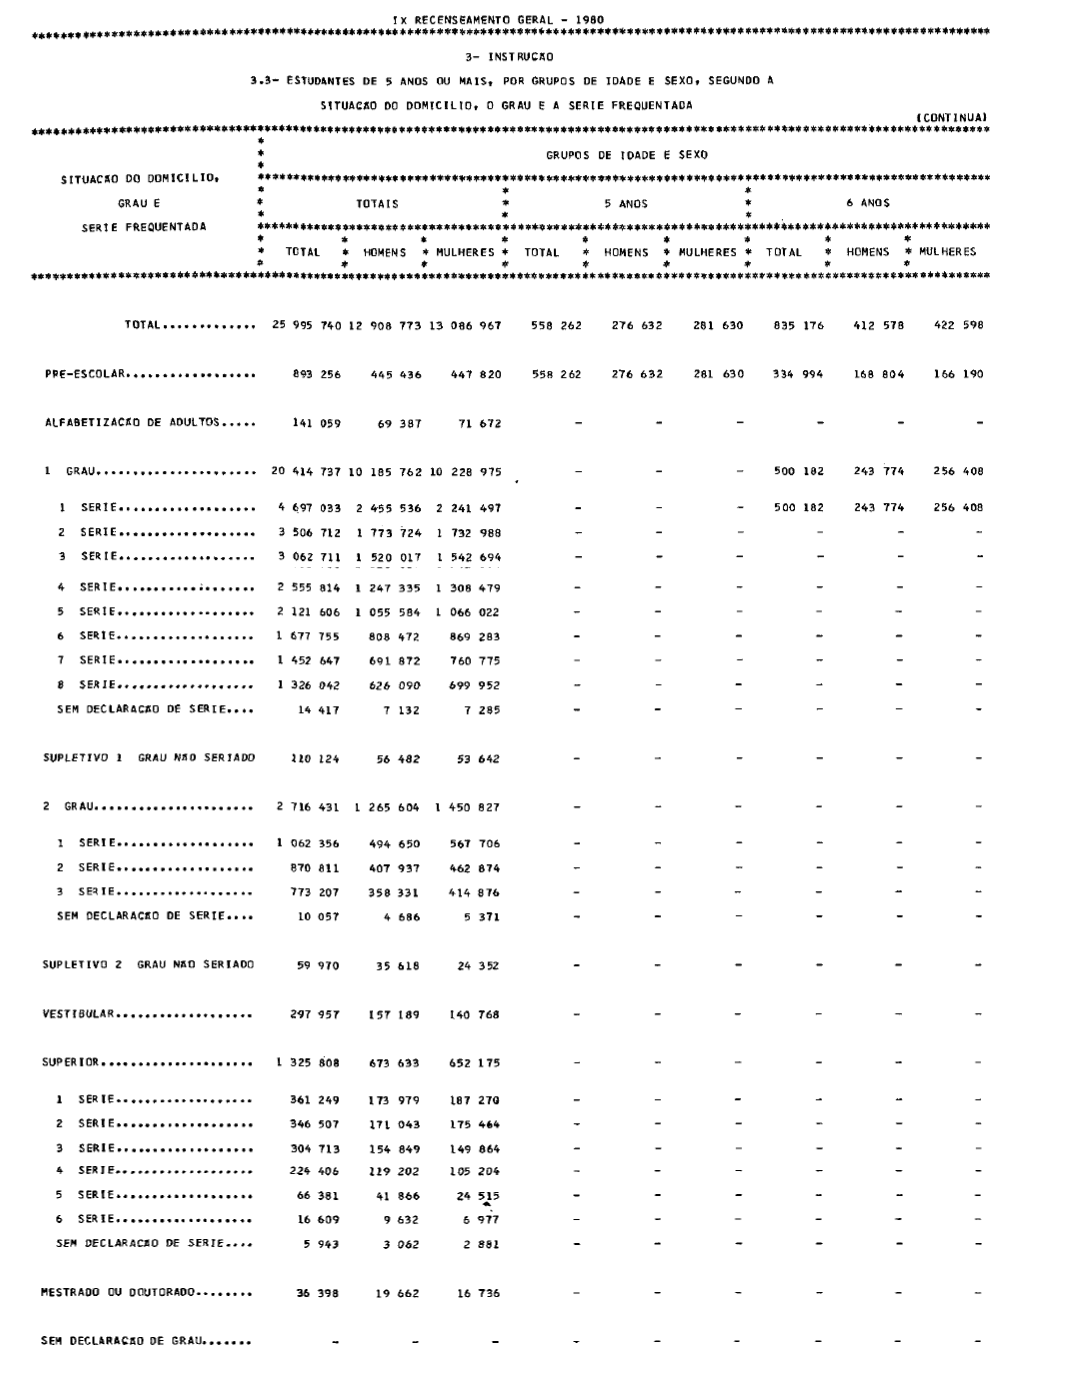 IX RECENSEAMENTO GERAL - 1980
3- INSTRUCAO
3.3- ESTUDANTES DE 5 ANOS OU MAIS, POR GRUPOS DE IDADE E SEXO, SEGUNDO A
SITUACAO DO DOMICILIO, O GRAU E A SERIE FREQUENTADA
(CONTINUA)
GRUPOS DE IDADE E SEXO
SITUACAO DO DOMICILIO,
GRAU E
SERIE FREQUENTADA
TOTAIS 5 ANOS 6 ANOS
TOTAL HOMENS MULHERES TOTAL HOMENS MULHERES TOTAL HOMENS MULHERES
TOTAL............. 25 995 740 12 908 773 13 086 967 558 262 276 632 281 630 835 176 412 578 422 598
PRE-ESCOLAR.................. 893 256 445 436 447 820 558 262 276 632 281 630 334 994 168 804 166 190
ALFABETIZACAO DE ADULTOS..... 141 059 69 387 71 672 - - - - - -
1 GRAU...................... 20 414 737 10 185 762 10 228 975 - - - 500 182 243 774 256 408
1 SERIE................... 4 697 033 2 455 536 2 241 497 - - - 500 182 243 774 256 408
2 SERIE................... 3 506 712 1 773 724 1 732 988 - - - - - -
3 SERIE................... 3 062 711 1 520 017 1 542 694 - - - - - -
4 SERIE................... 2 555 814 1 247 335 1 308 479 - - - - - -
5 SERIE................... 2 121 606 1 055 584 1 066 022 - - - - - -
6 SERIE................... 1 677 755 808 472 869 283 - - - - - -
7 SERIE................... 1 452 647 691 872 760 775 - - - - - -
8 SERIE................... 1 326 042 626 090 699 952 - - - - - -
SEM DECLARACAO DE SERIE.... 14 417 7 132 7 285 - - - - - -
SUPLETIVO 1 GRAU NAO SERIADO 110 124 56 482 53 642 - - - - - -
2 GRAU...................... 2 716 431 1 265 604 1 450 827 - - - - - -
1 SERIE................... 1 062 356 494 650 567 706 - - - - - -
2 SERIE................... 870 811 407 937 462 874 - - - - - -
3 SERIE................... 773 207 358 331 414 876 - - - - - -
SEM DECLARACAO DE SERIE.... 10 057 4 686 5 371 - - - - - -
SUPLETIVO 2 GRAU NAO SERIADO 59 970 35 618 24 352 - - - - - -
VESTIBULAR................... 297 957 157 189 140 768 - - - - - -
SUPERIOR..................... 1 325 808 673 633 652 175 - - - - - -
1 SERIE................... 361 249 173 979 187 270 - - - - - -
2 SERIE................... 346 507 171 043 175 464 - - - - - -
3 SERIE................... 304 713 154 849 149 864 - - - - - -
4 SERIE................... 224 406 119 202 105 204 - - - - - -
5 SERIE................... 66 381 41 866 24 515 - - - - - -
6 SERIE................... 16 609 9 632 6 977 - - - - - -
SEM DECLARACAO DE SERIE.... 5 943 3 062 2 881 - - - - - -
MESTRADO OU DOUTORADO........ 36 398 19 662 16 736 - - - - - -
SEM DECLARACAO DE GRAU....... - - - - - - - - -